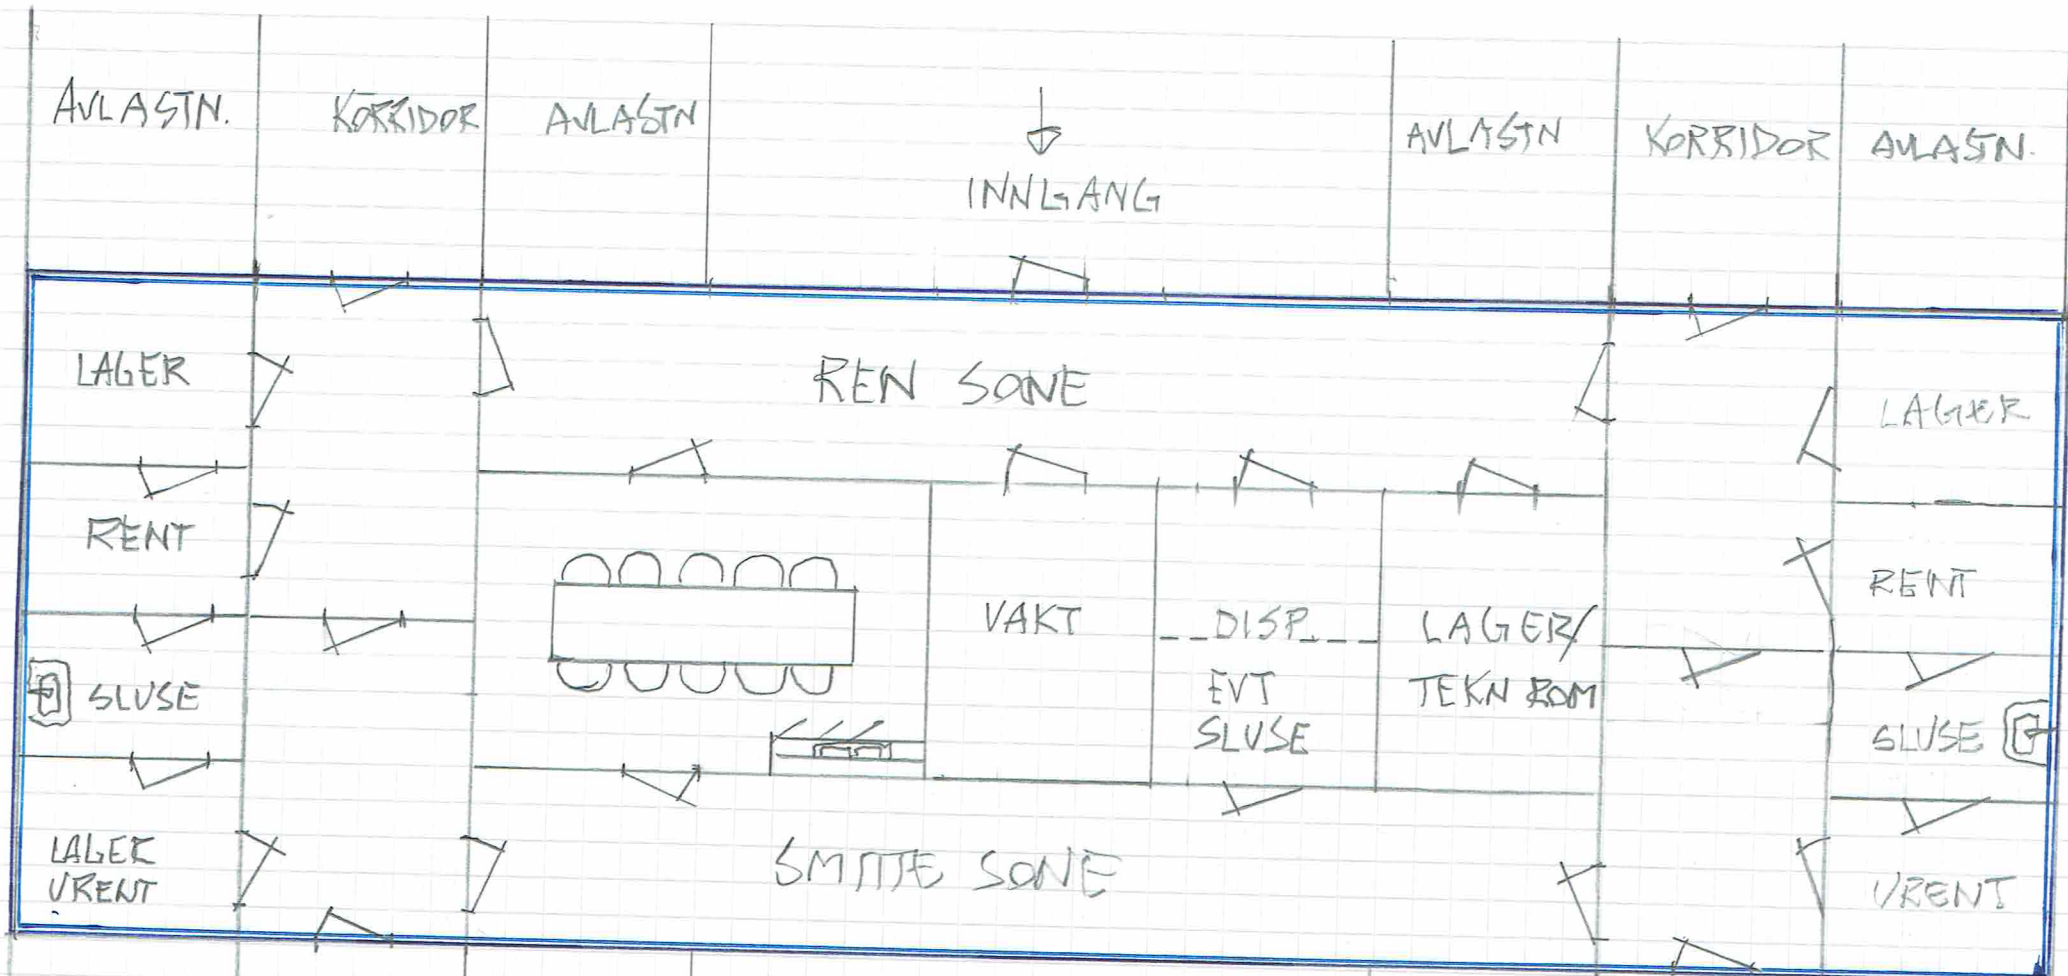 AVLASTN.
KORRIDOR
AVLASTN
INNGANG
AVLASTN
KORRIDOR
AVLASTN.
LAGER
REN SONE
LAGER
RENT
RENT
VAKT
DISP.
LAGER/
TEKN ROM
SLUSE
EVT
SLUSE
SLUSE
LAGER
URENT
SMITTE SONE
URENT